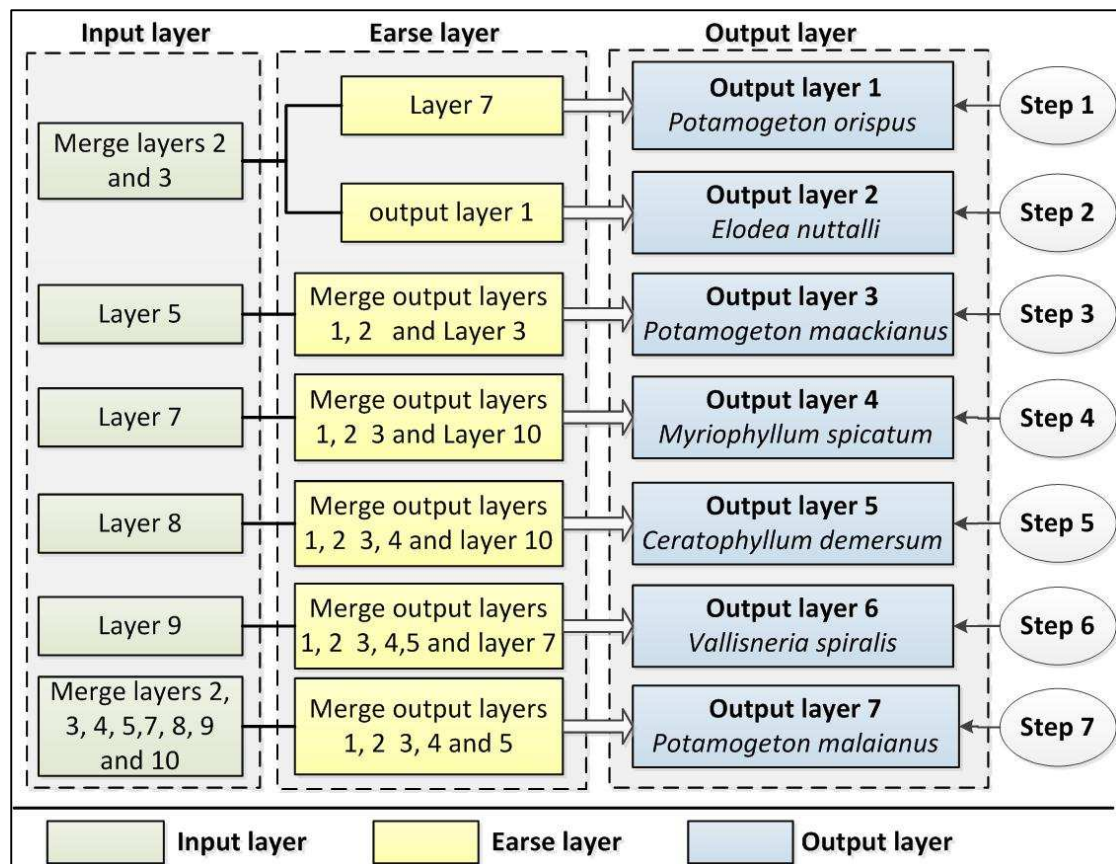 Input layer
Earse layer
Output layer
Merge layers 2
and 3
Layer 7
Output layer 1
Potamogeton orispus
Step 1
output layer 1
Output layer 2
Elodea nuttalli
Step 2
Layer 5
Merge output layers
1, 2 and Layer 3
Output layer 3
Potamogeton maackianus
Step 3
Layer 7
Merge output layers
1, 2 3 and Layer 10
Output layer 4
Myriophyllum spicatum
Step 4
Layer 8
Merge output layers
1, 2 3, 4 and layer 10
Output layer 5
Ceratophyllum demersum
Step 5
Layer 9
Merge output layers
1, 2 3, 4,5 and layer 7
Output layer 6
Vallisneria spiralis
Step 6
Merge layers 2,
3, 4, 5,7, 8, 9
and 10
Merge output layers
1, 2 3, 4 and 5
Output layer 7
Potamogeton malaianus
Step 7
Input layer
Earse layer
Output layer